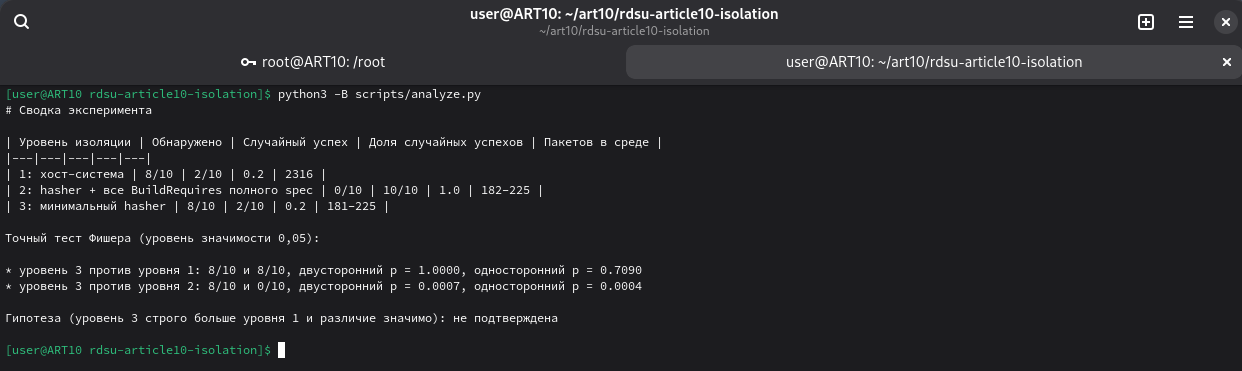 user@ART10: ~/art10/rdsu-article10-isolation
~/art10/rdsu-article10-isolation
root@ART10: /root
user@ART10: ~/art10/rdsu-article10-isolation
[user@ART10 rdsu-article10-isolation]$ python3 -B scripts/analyze.py
# Сводка эксперимента
| Уровень изоляции | Обнаружено | Случайный успех | Доля случайных успехов | Пакетов в среде |
|---|---|---|---|---|
| 1: хост-система | 8/10 | 2/10 | 0.2 | 2316 |
| 2: hasher + все BuildRequires полного spec | 0/10 | 10/10 | 1.0 | 182-225 |
| 3: минимальный hasher | 8/10 | 2/10 | 0.2 | 181-225 |
Точный тест Фишера (уровень значимости 0,05):
* уровень 3 против уровня 1: 8/10 и 8/10, двусторонний p = 1.0000, односторонний p = 0.7090
* уровень 3 против уровня 2: 8/10 и 0/10, двусторонний p = 0.0007, односторонний p = 0.0004
Гипотеза (уровень 3 строго больше уровня 1 и различие значимо): не подтверждена
[user@ART10 rdsu-article10-isolation]$